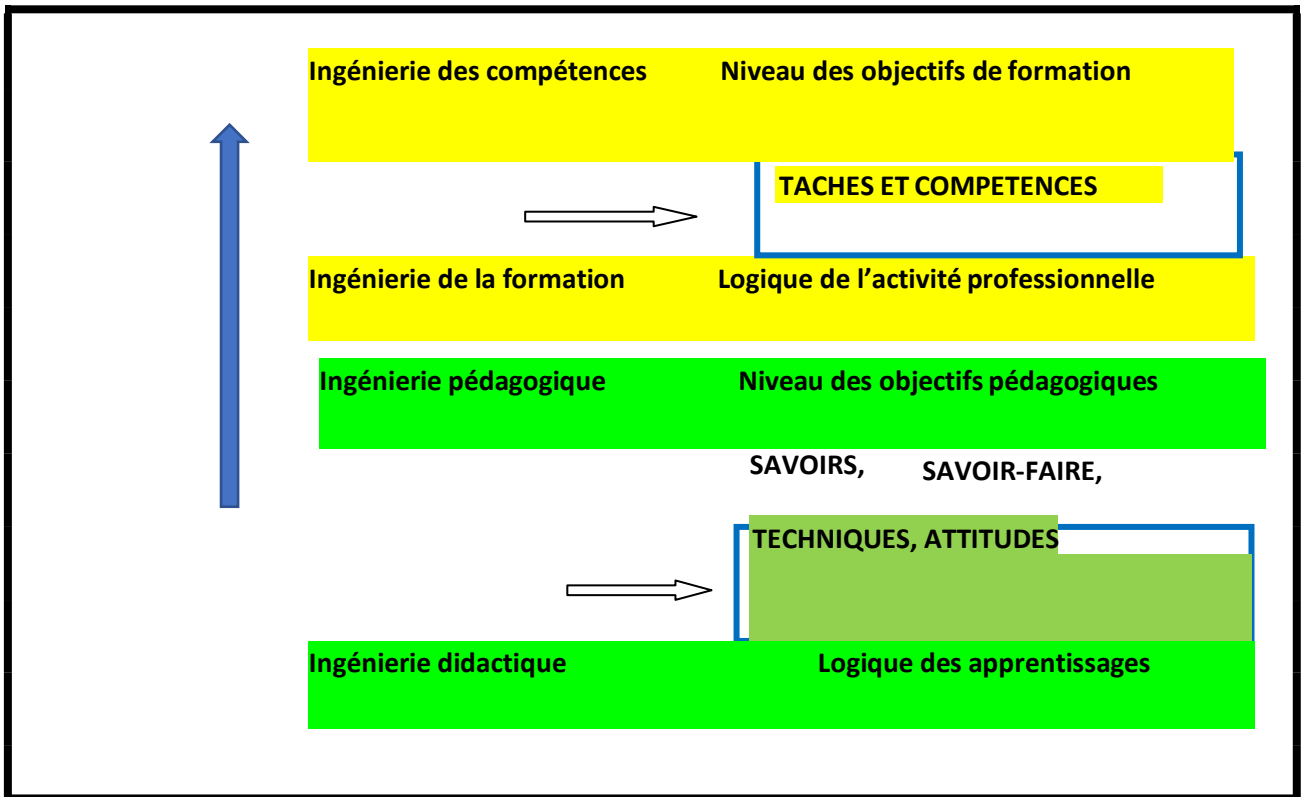 Ingénierie des compétences Niveau des objectifs de formation
TACHES ET COMPETENCES
Ingénierie de la formation Logique de l’activité professionnelle
Ingénierie pédagogique Niveau des objectifs pédagogiques
SAVOIRS, SAVOIR-FAIRE,
TECHNIQUES, ATTITUDES
Ingénierie didactique Logique des apprentissages